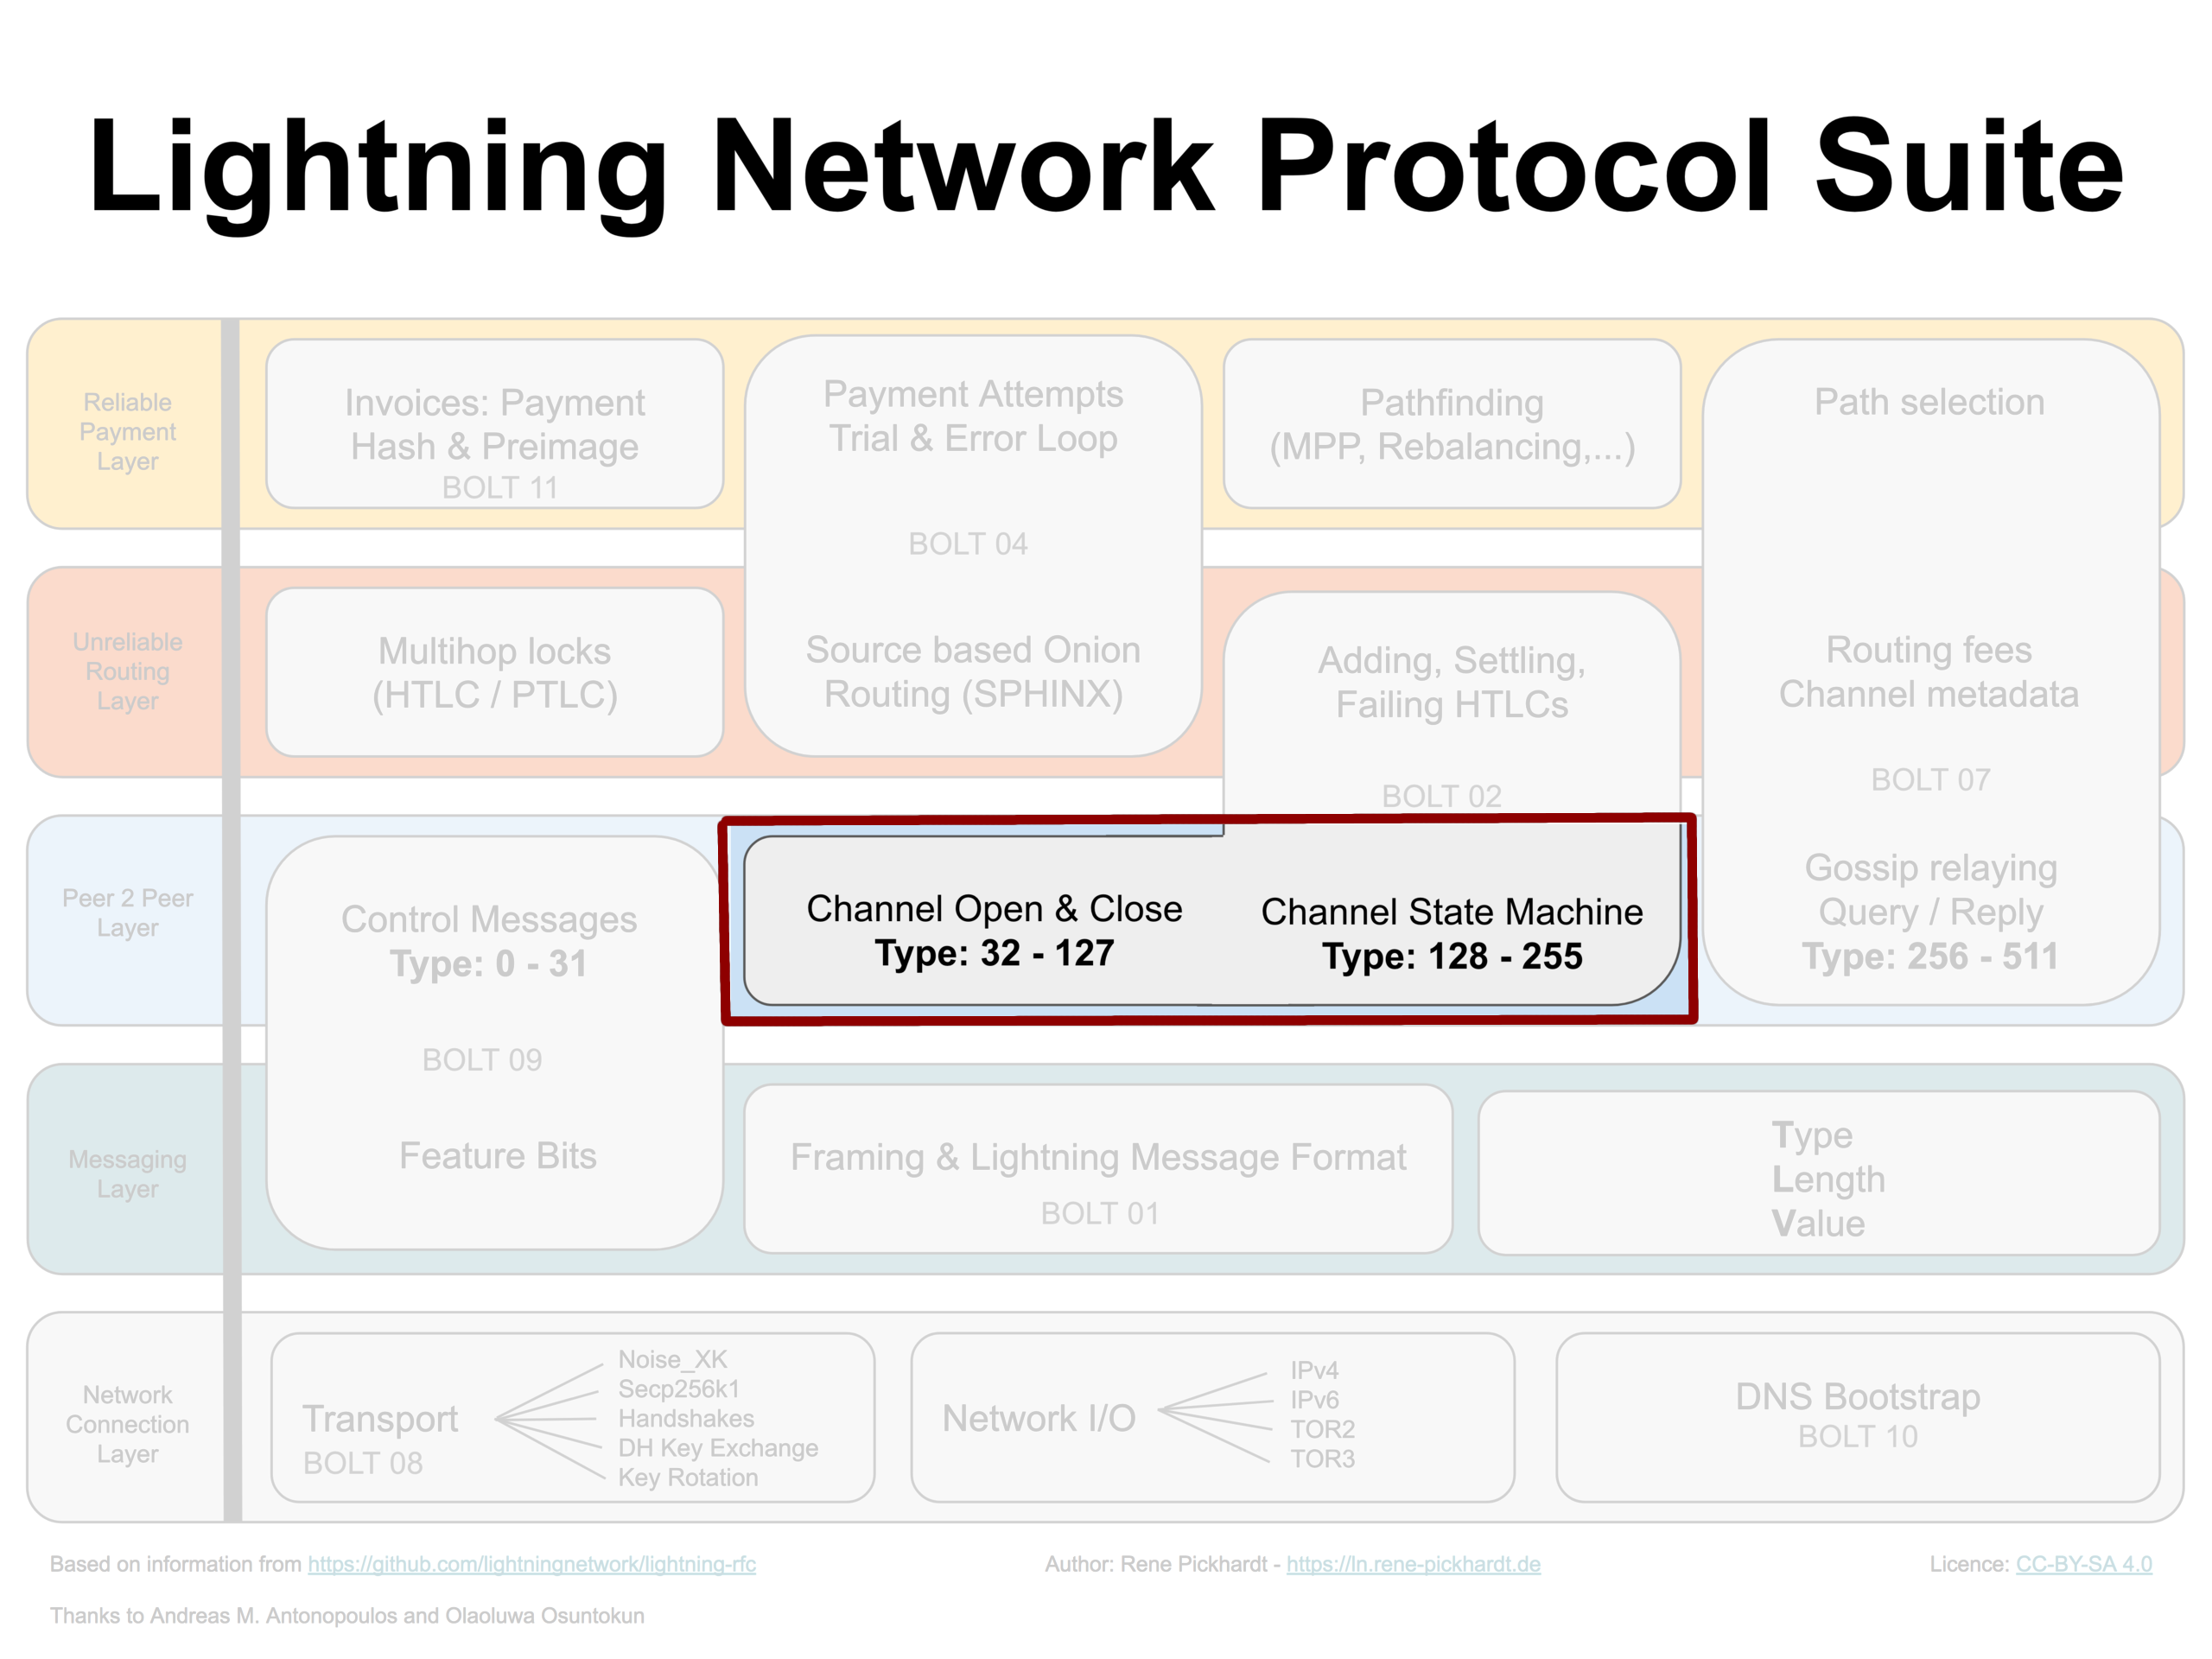 Lightning Network Protocol Suite
Reliable
Payment
Layer
Invoices: Payment
Hash & Preimage
BOLT 11
Payment Attempts
Trial & Error Loop
BOLT 04
Source based Onion
Routing (SPHINX)
Pathfinding
(MPP, Rebalancing,...)
Path selection
Routing fees
Channel metadata
BOLT 07
Gossip relaying
Query / Reply
Type: 256 - 511
Unreliable
Routing
Layer
Multihop locks
(HTLC / PTLC)
Adding, Settling,
Failing HTLCs
BOLT 02
Peer 2 Peer
Layer
Control Messages
Type: 0 - 31
BOLT 09
Feature Bits
Channel Open & Close
Type: 32 - 127
Channel State Machine
Type: 128 - 255
Messaging
Layer
Framing & Lightning Message Format
BOLT 01
Type
Length
Value
Network
Connection
Layer
Transport
BOLT 08
Noise_XK
Secp256k1
Handshakes
DH Key Exchange
Key Rotation
Network I/O
IPv4
IPv6
TOR2
TOR3
DNS Bootstrap
BOLT 10
Based on information from https://github.com/lightningnetwork/lightning-rfc
Author: Rene Pickhardt - https://ln.rene-pickhardt.de
Licence: CC-BY-SA 4.0
Thanks to Andreas M. Antonopoulos and Olaoluwa Osuntokun